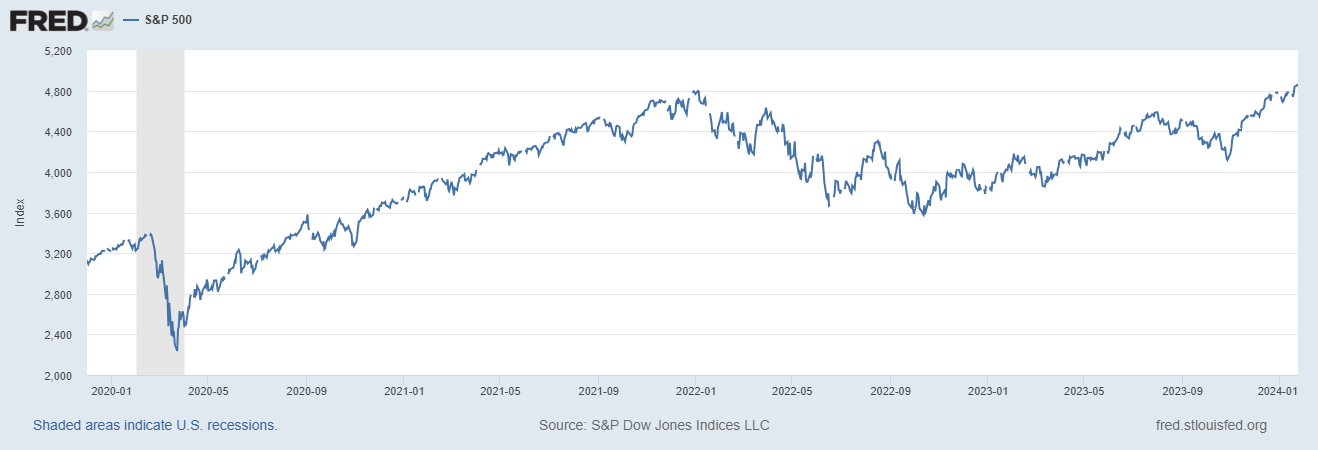 FRED
S&P 500
5,200
4,800
4,400
4,000
3,600
3,200
2,800
2,400
2,000
Index
2020-01 2020-05 2020-09 2021-01 2021-05 2021-09 2022-01 2022-05 2022-09 2023-01 2023-05 2023-09 2024-01
Shaded areas indicate U.S. recessions. Source: S&P Dow Jones Indices LLC fred.stlouisfed.org